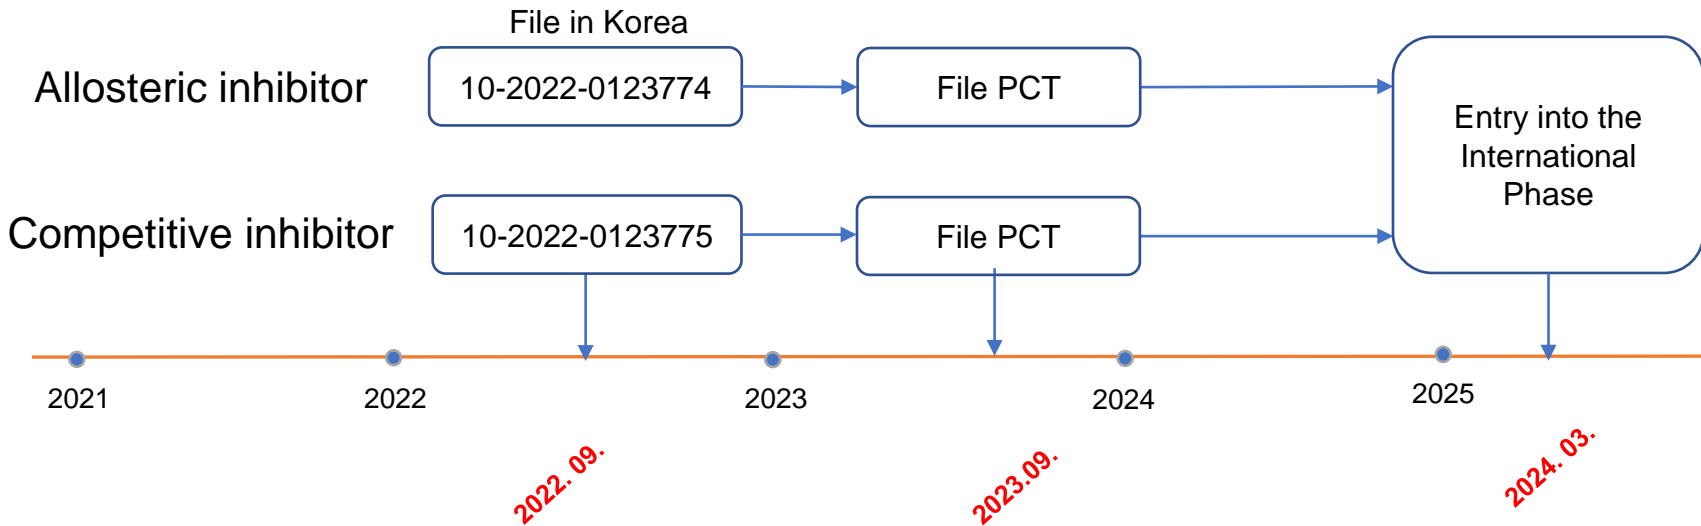 File in Korea
Allosteric inhibitor
10-2022-0123774
File PCT
Entry into the
International
Phase
Competitive inhibitor
10-2022-0123775
File PCT
2021
2022
2023
2024
2025
2022. 09.
2023.09.
2024. 03.